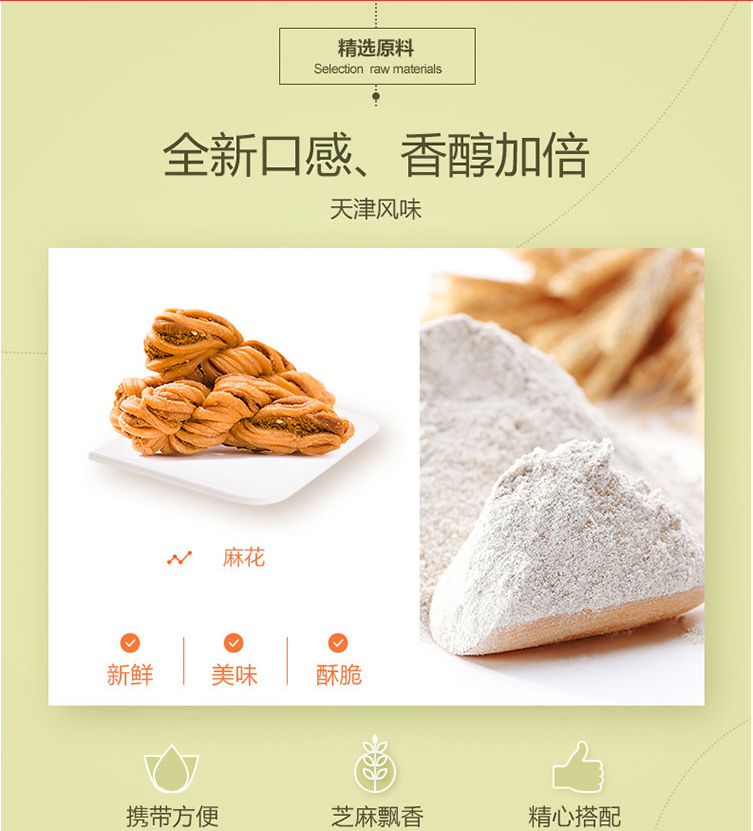 精选原料
Selection raw materials
全新口感、香醇加倍
天津风味
麻花
新鲜 美味 酥脆
携带方便 芝麻飘香 精心搭配